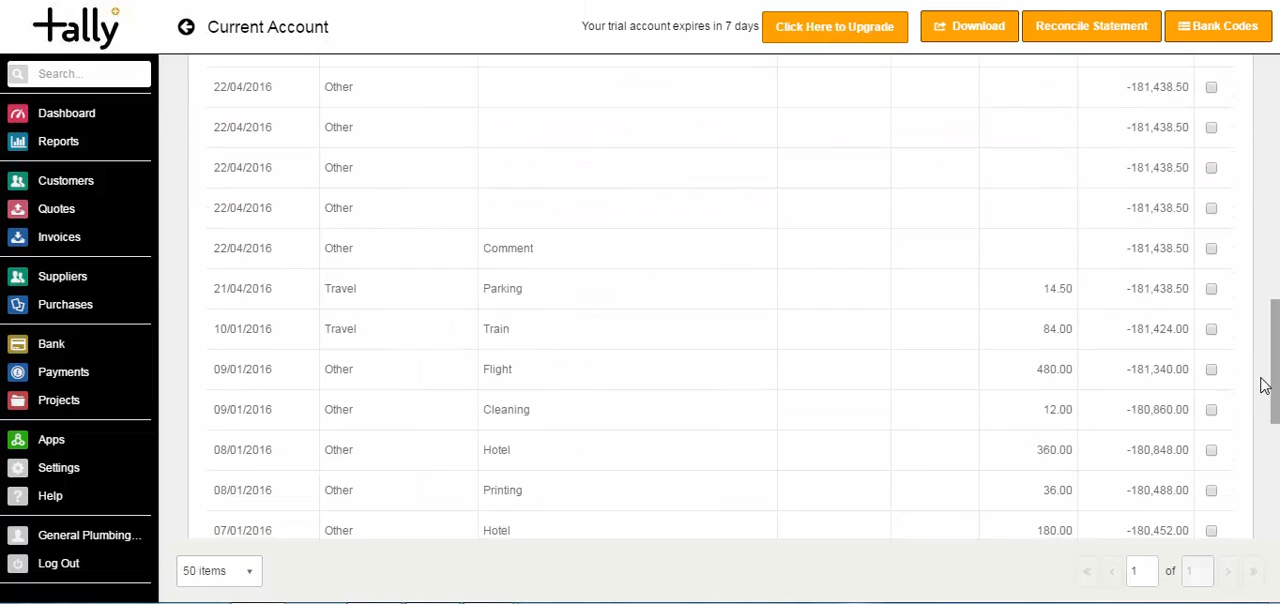 tally
Current Account
Your trial account expires in 7 days
Click Here to Upgrade
Download
Reconcile Statement
Bank Codes
Search...
Dashboard
Reports
Customers
Quotes
Invoices
Suppliers
Purchases
Bank
Payments
Projects
Apps
Settings
Help
General Plumbing...
Log Out
22/04/2016 Other -181,438.50
22/04/2016 Other -181,438.50
22/04/2016 Other -181,438.50
22/04/2016 Other -181,438.50
22/04/2016 Other Comment -181,438.50
21/04/2016 Travel Parking 14.50 -181,438.50
10/01/2016 Travel Train 84.00 -181,424.00
09/01/2016 Other Flight 480.00 -181,340.00
09/01/2016 Other Cleaning 12.00 -180,860.00
08/01/2016 Other Hotel 360.00 -180,848.00
08/01/2016 Other Printing 36.00 -180,488.00
07/01/2016 Other Hotel 180.00 -180,452.00
50 items
« ‹ 1 of 1 › »